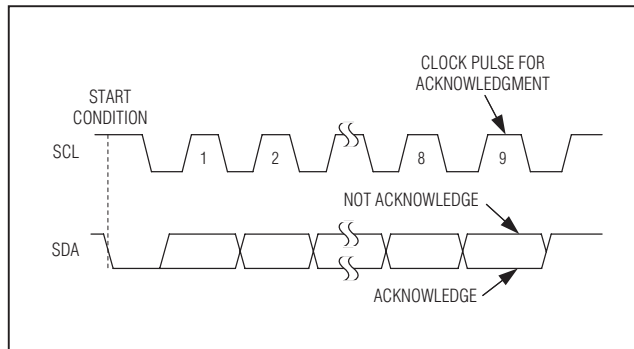 CLOCK PULSE FOR
ACKNOWLEDGMENT
START
CONDITION
SCL
1
2
8
9
NOT ACKNOWLEDGE
SDA
ACKNOWLEDGE